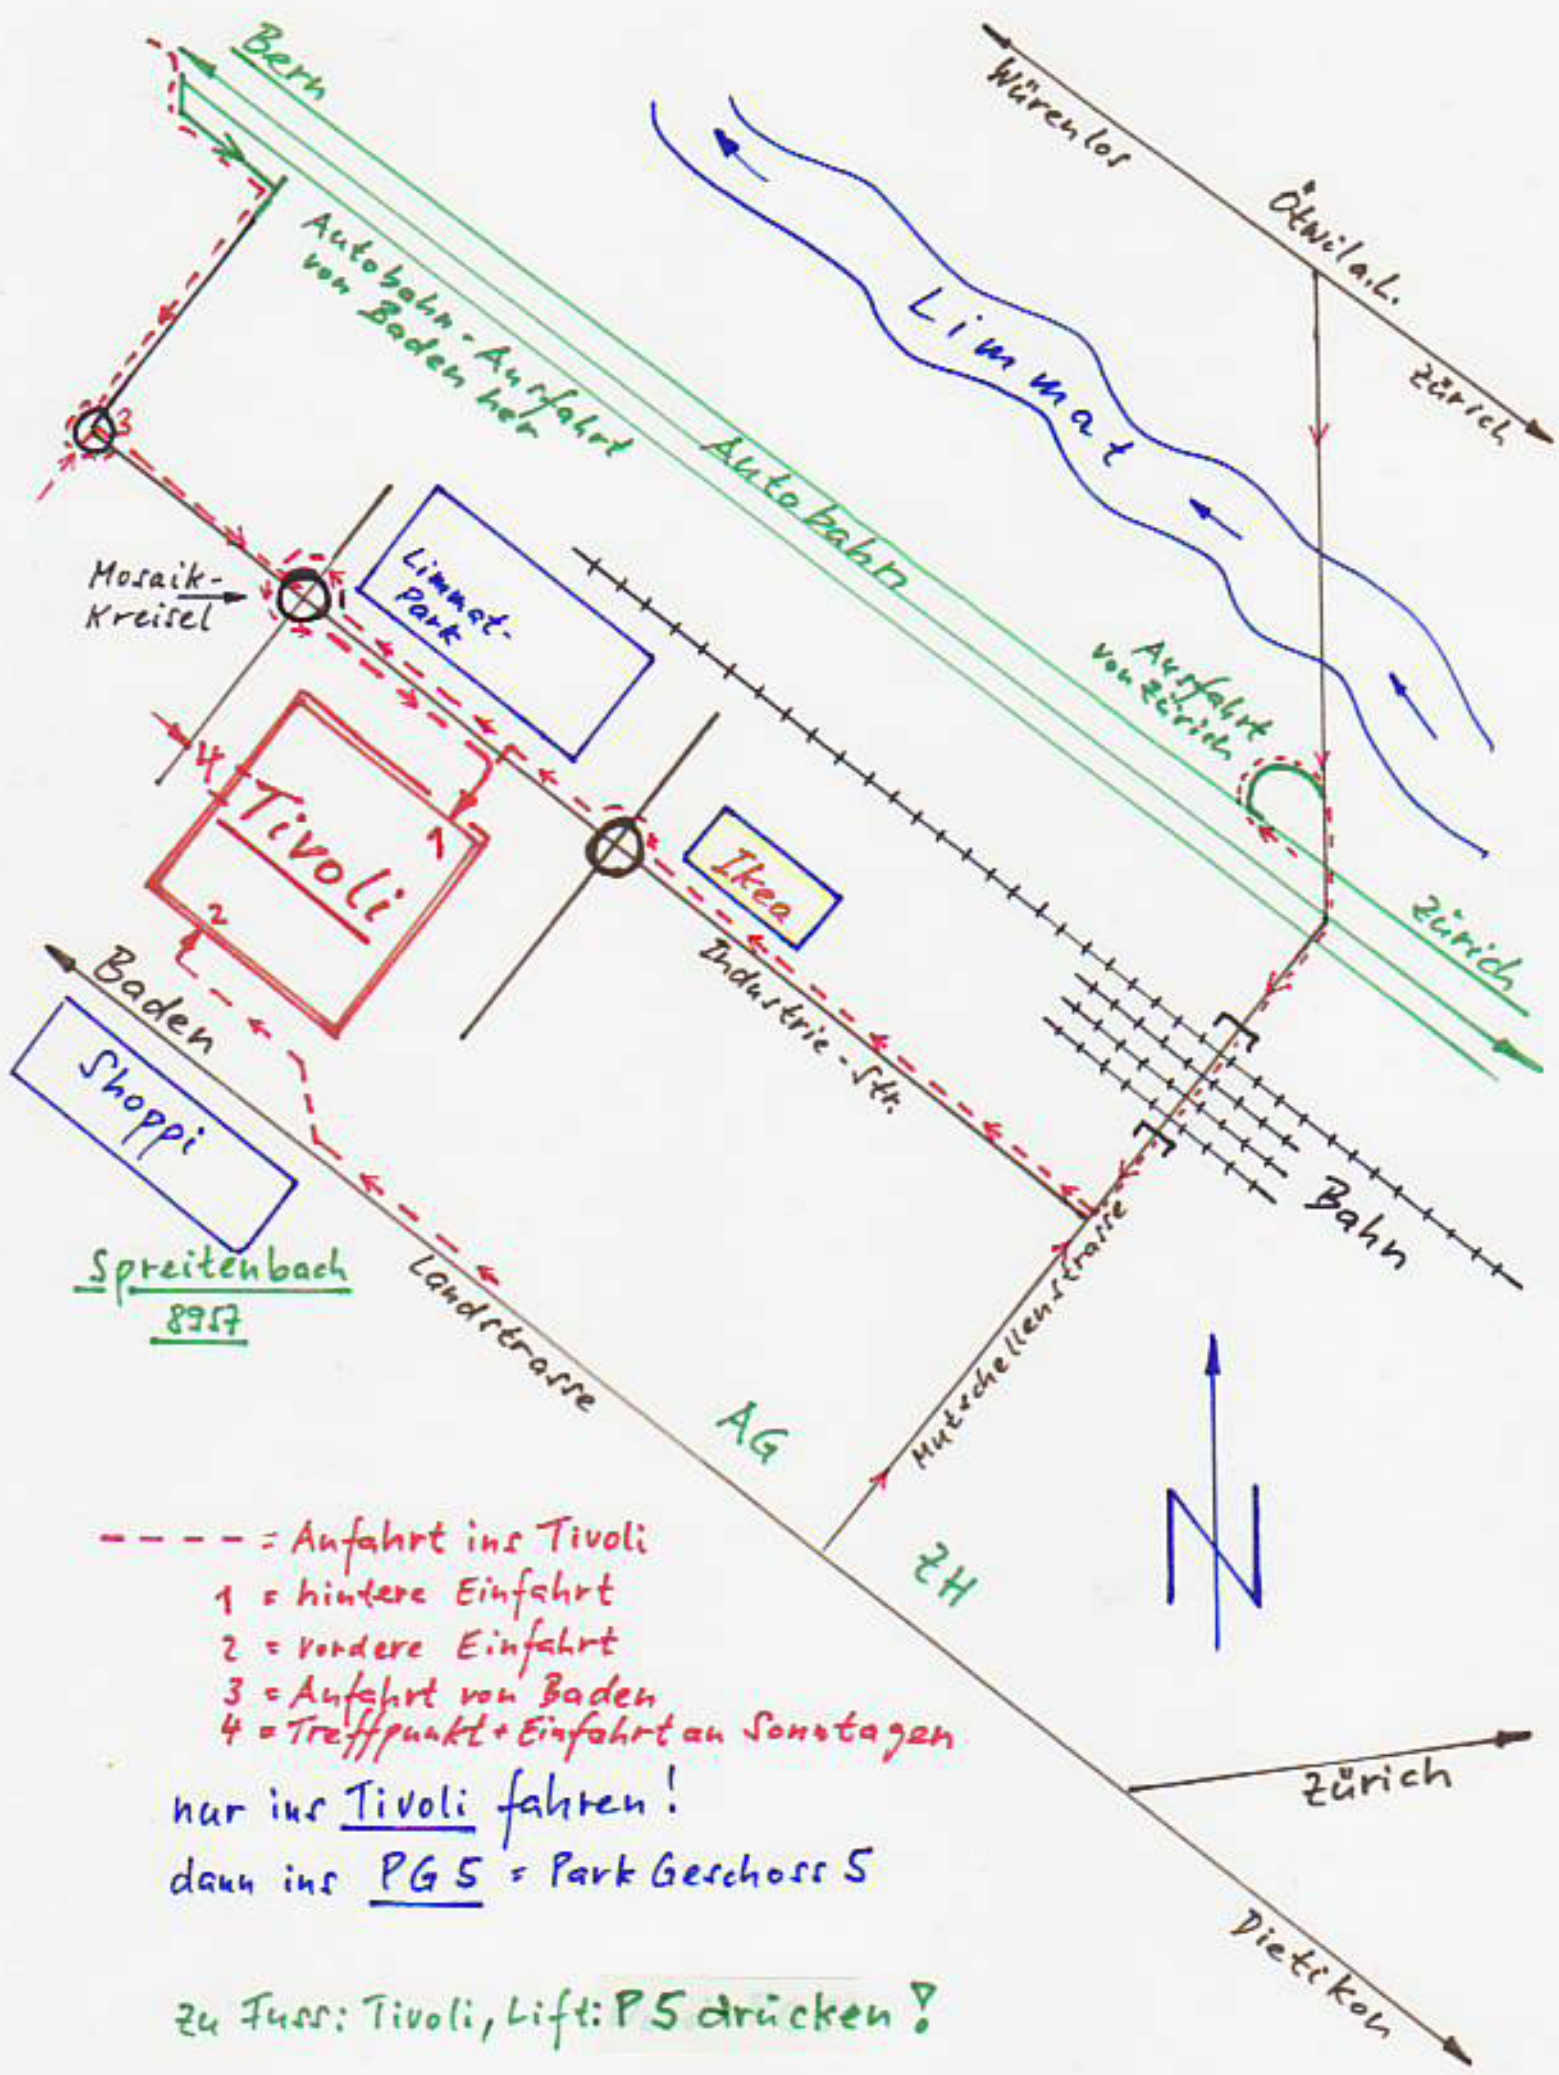 Bern
Würenlos
Ötwil a.L.
Zürich
Autobahn-Ausfahrt
von Baden her
Limmat
Autobahn
3
Mosaik-
Kreisel
Limmat-
Park
Ausfahrt
von Zürich
4
Tivoli
1
2
Ikea
Zürich
Industrie-Str.
Baden
Shoppi
Bahn
Spreitenbach
8957
Landstrasse
Mutschellenstrasse
AG
ZH
N
---- = Anfahrt ins Tivoli
1 = hintere Einfahrt
2 = vordere Einfahrt
3 = Anfahrt von Baden
4 = Treffpunkt + Einfahrt an Sonntagen
nur ins Tivoli fahren!
dann ins PG5 = Park Geschoss 5
Zürich
Dietikon
zu Fuss: Tivoli, Lift: P5 drücken!